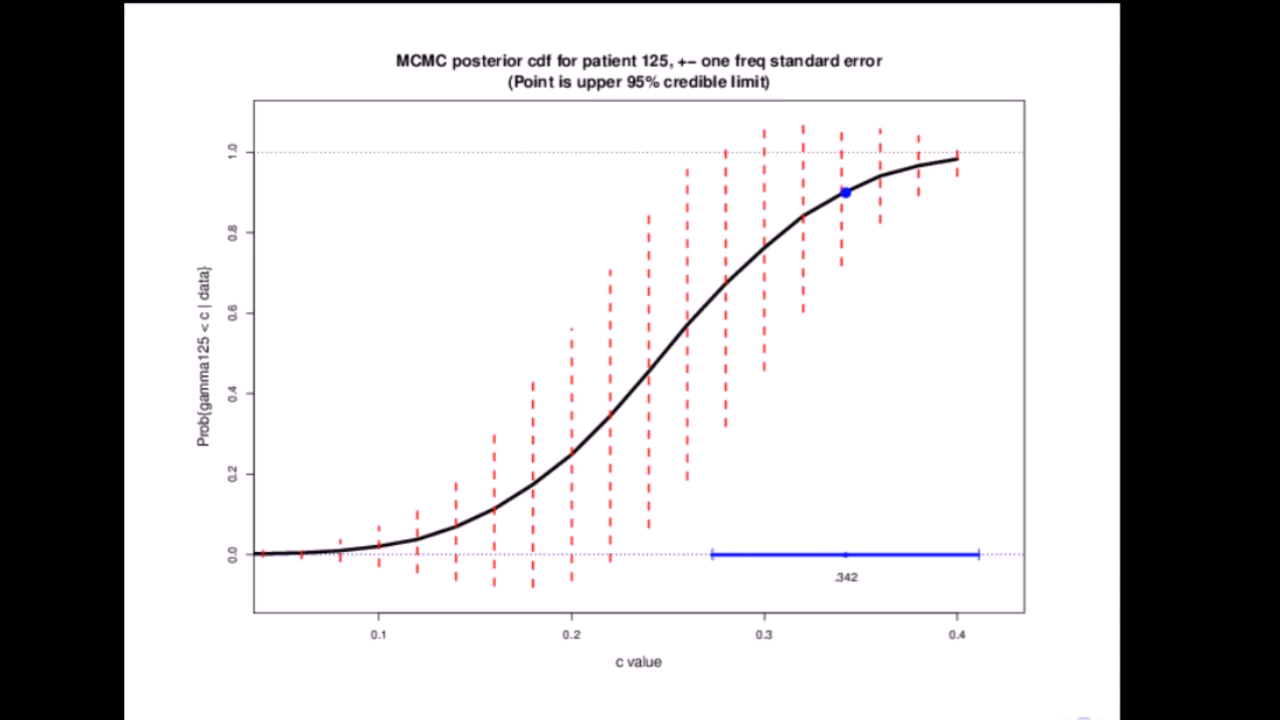 MCMC posterior cdf for patient 125, +− one freq standard error
(Point is upper 95% credible limit)
Prob{gamma125 < c | data}
1.0
0.8
0.6
0.4
0.2
0.0
.342
0.1 0.2 0.3 0.4
c value